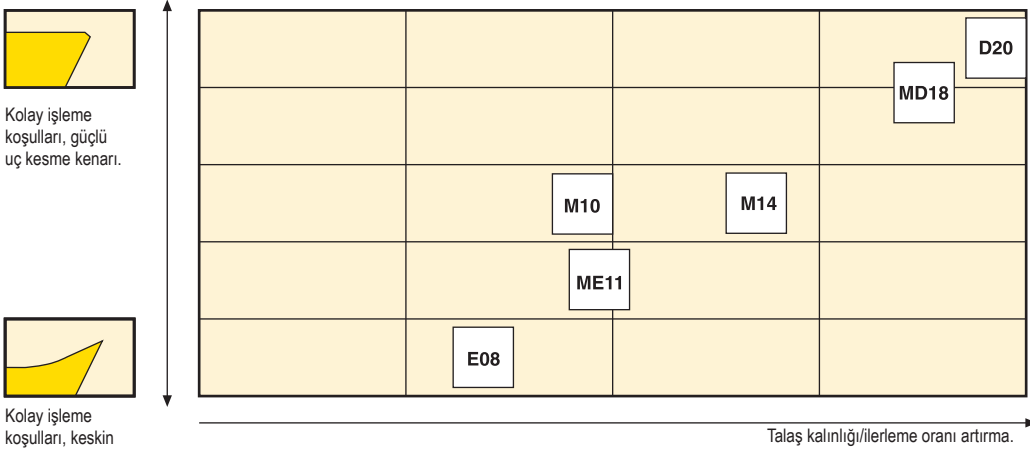 D20
MD18
Kolay işleme
koşulları, güçlü
uç kesme kenarı.
M10
M14
ME11
E08
Kolay işleme
koşulları, keskin
Talaş kalınlığı/ilerleme oranı artırma.